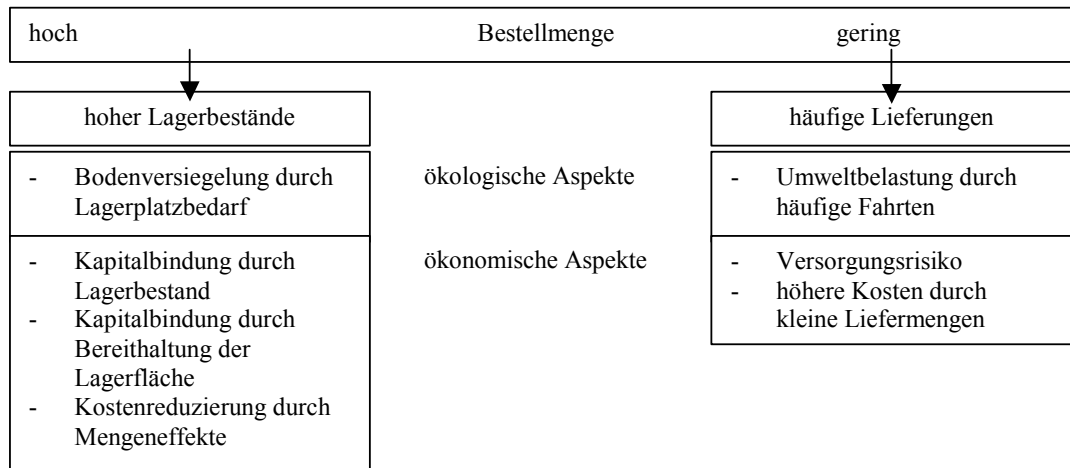 hoch Bestellmenge gering
hoher Lagerbestände
häufige Lieferungen
- Bodenversiegelung durch
Lagerplatzbedarf
ökologische Aspekte
- Umweltbelastung durch
häufige Fahrten
- Kapitalbindung durch
Lagerbestand
- Kapitalbindung durch
Bereithaltung der
Lagerfläche
- Kostenreduzierung durch
Mengeneffekte
ökonomische Aspekte
- Versorgungsrisiko
- höhere Kosten durch
kleine Liefermengen